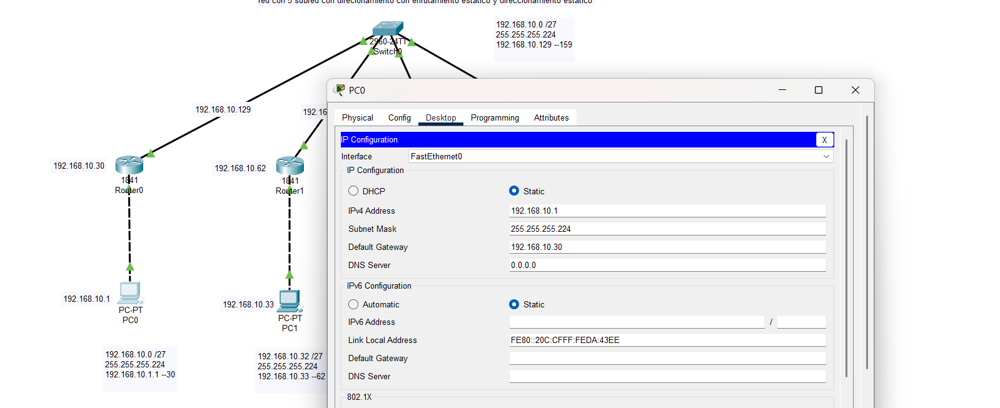 red con 5 subred con direcionamiento con enrutamiento estatico y direccionamiento estatico
192.168.10.0 /27
255.255.255.224
192.168.10.129 --159
2960-24TT
Switch0
192.168.10.129
192.16
192.168.10.30
1841
Router0
192.168.10.62
1841
Router1
192.168.10.1
PC-PT
PC0
192.168.10.33
PC-PT
PC1
192.168.10.0 /27
255.255.255.224
192.168.10.1.1 --30
192.168.10.32 /27
255.255.255.224
192.168.10.33 --62
PC0
Physical Config Desktop Programming Attributes
IP Configuration X
Interface FastEthernet0
IP Configuration
DHCP Static
IPv4 Address 192.168.10.1
Subnet Mask 255.255.255.224
Default Gateway 192.168.10.30
DNS Server 0.0.0.0
IPv6 Configuration
Automatic Static
IPv6 Address /
Link Local Address FE80::20C:CFFF:FEDA:43EE
Default Gateway
DNS Server
802.1X